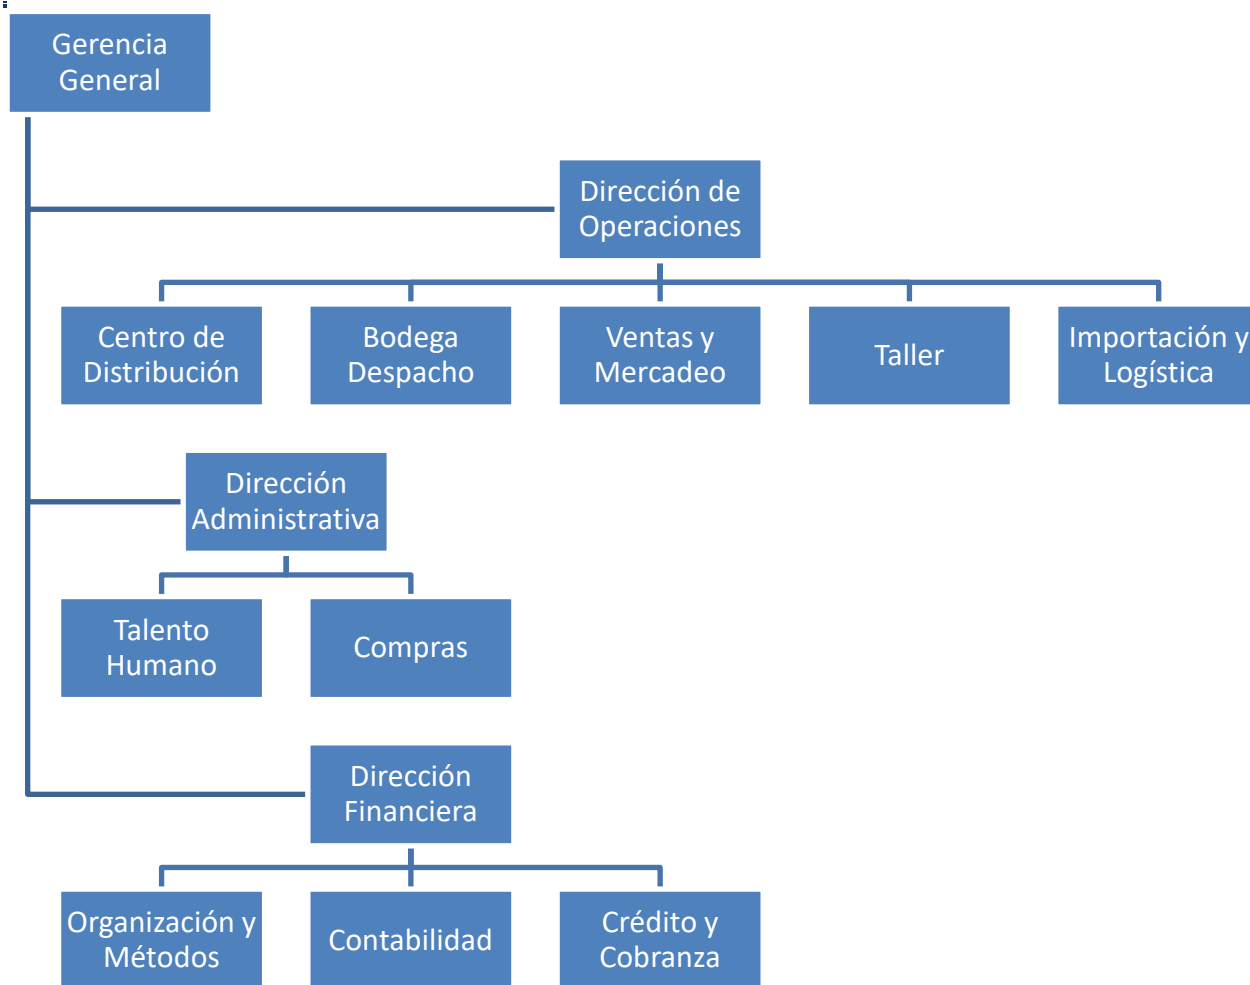 Gerencia
General
Dirección de
Operaciones
Centro de
Distribución
Bodega
Despacho
Ventas y
Mercadeo
Taller
Importación y
Logística
Dirección
Administrativa
Talento
Humano
Compras
Dirección
Financiera
Organización y
Métodos
Contabilidad
Crédito y
Cobranza